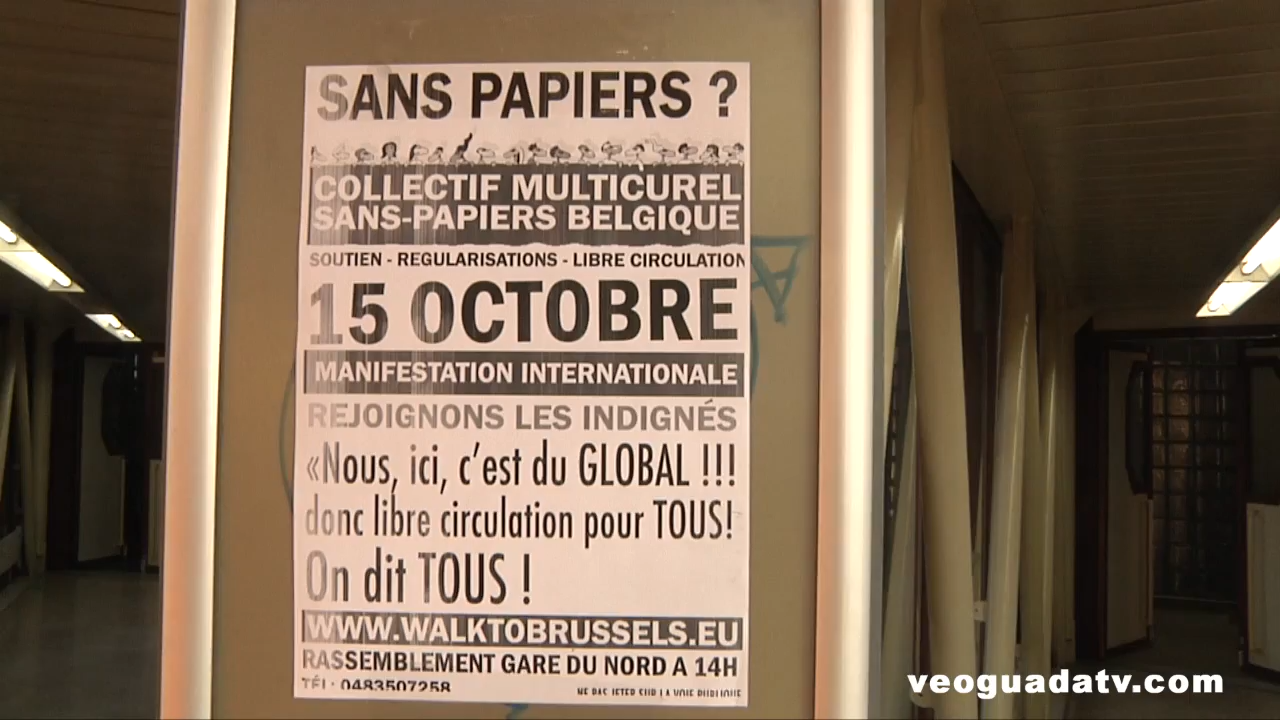 SANS PAPIERS ?
COLLECTIF MULTICUREL
SANS-PAPIERS BELGIQUE
SOUTIEN - REGULARISATIONS - LIBRE CIRCULATION
15 OCTOBRE
MANIFESTATION INTERNATIONALE
REJOIGNONS LES INDIGNÉS
«Nous, ici, c'est du GLOBAL !!!
donc libre circulation pour TOUS!
On dit TOUS !
WWW.WALKTOBRUSSELS.EU
RASSEMBLEMENT GARE DU NORD A 14H
TÉL: 0483507258
NE PAS JETER SUR LA VOIE PUBLIQUE
veoguadatv.com